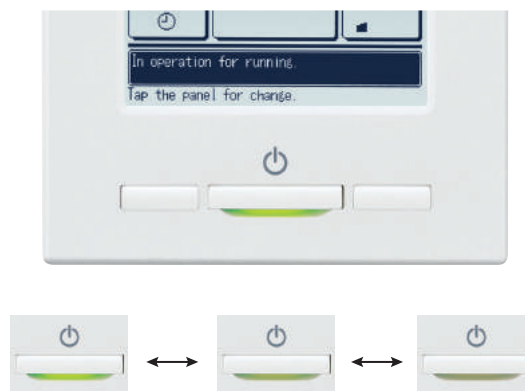 In operation for running.
Tap the panel for change.